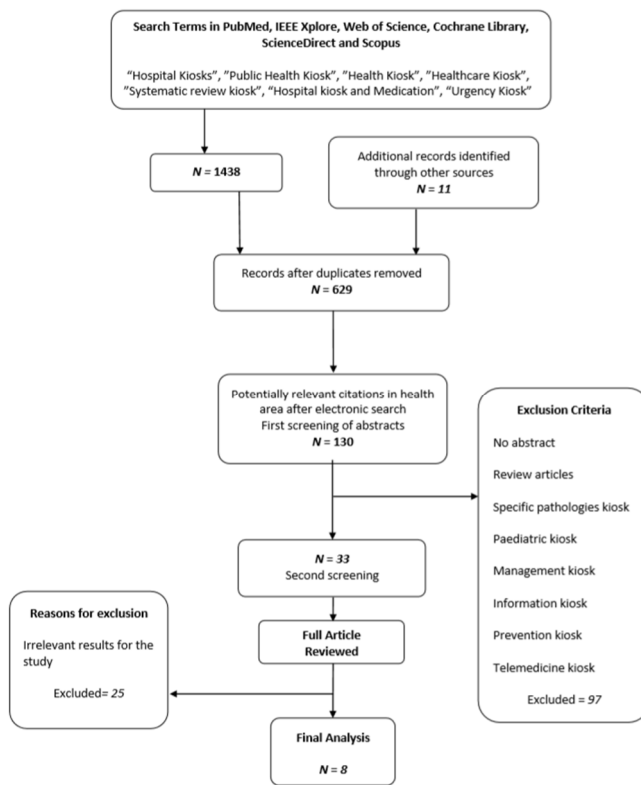 Search Terms in PubMed, IEEE Xplore, Web of Science, Cochrane Library,
ScienceDirect and Scopus
“Hospital Kiosks”, ”Public Health Kiosk”, “Health Kiosk”, “Healthcare Kiosk”,
”Systematic review kiosk”, “Hospital kiosk and Medication”, “Urgency Kiosk”
N = 1438
Additional records identified
through other sources
N = 11
Records after duplicates removed
N = 629
Potentially relevant citations in health
area after electronic search
First screening of abstracts
N = 130
Exclusion Criteria
No abstract
Review articles
Specific pathologies kiosk
Paediatric kiosk
Management kiosk
Information kiosk
Prevention kiosk
Telemedicine kiosk
Excluded = 97
N = 33
Second screening
Reasons for exclusion
Irrelevant results for the
study
Excluded= 25
Full Article
Reviewed
Final Analysis
N = 8